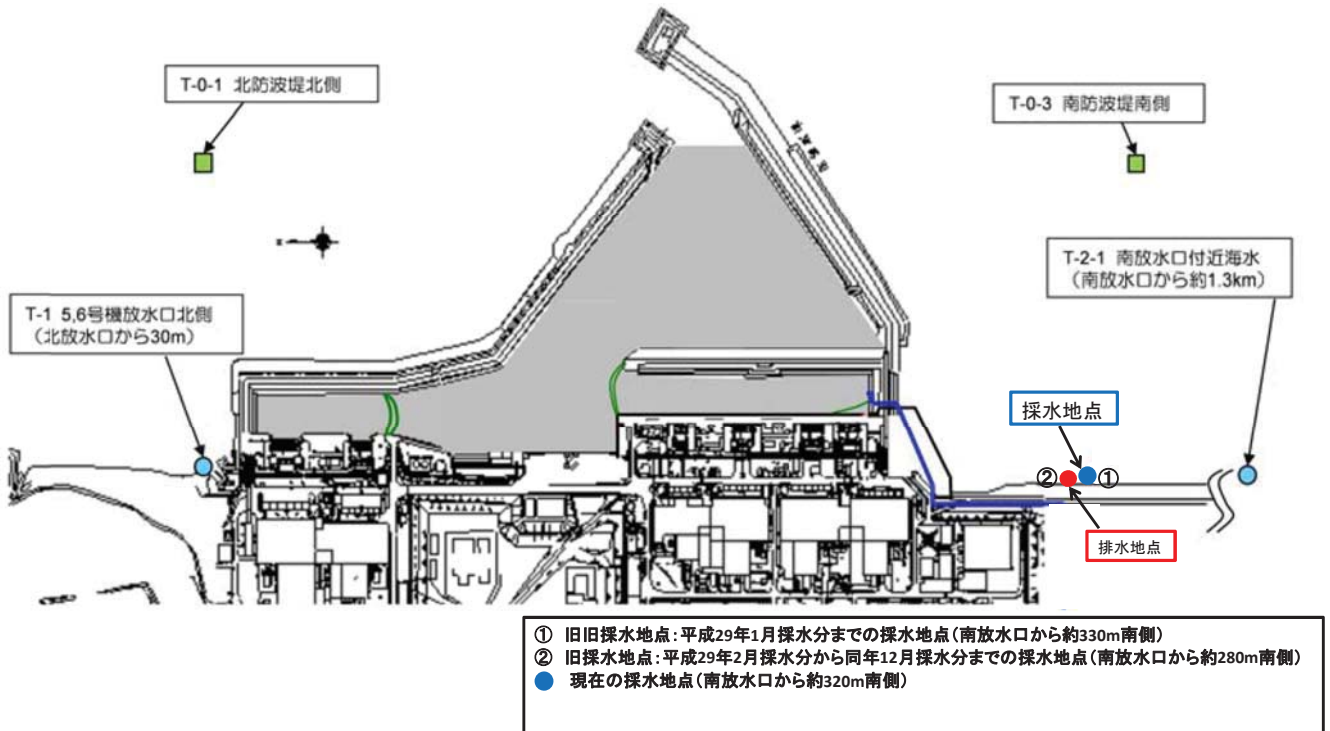 T-0-1 北防波堤北側
T-0-3 南防波堤南側
T-2-1 南放水口付近海水
（南放水口から約1.3km）
T-1 5,6号機放水口北側
（北放水口から30m）
採水地点
②
①
排水地点
① 旧旧採水地点：平成29年1月採水分までの採水地点（南放水口から約330m南側）
② 旧採水地点：平成29年2月採水分から同年12月採水分までの採水地点（南放水口から約280m南側）
現在の採水地点（南放水口から約320m南側）